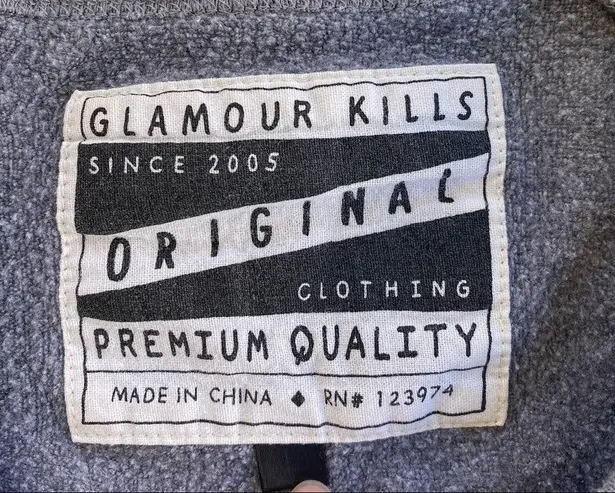 GLAMOUR KILLS
SINCE 2005
ORIGINAL
CLOTHING
PREMIUM QUALITY
MADE IN CHINA ◆ RN# 123974